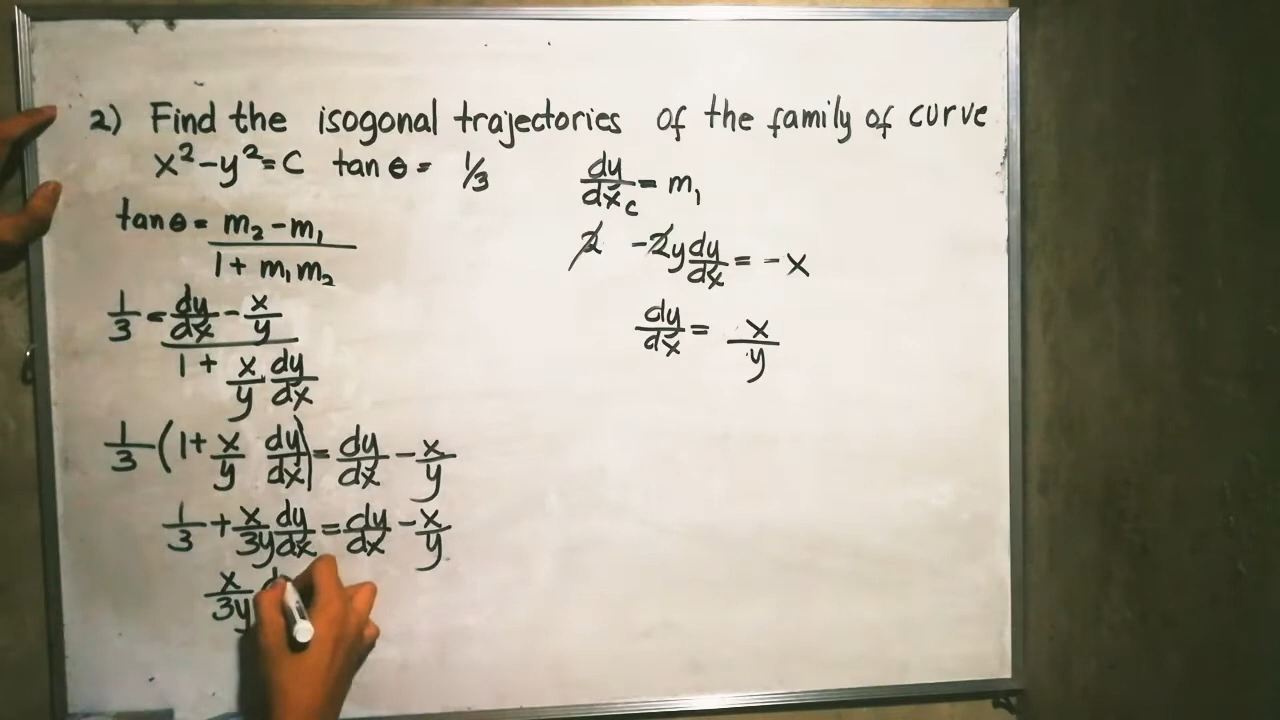 2) Find the isogonal trajectories of the family of curve
x²-y²=C tan θ = 1/3
tan θ = (m₂ - m₁)/(1 + m₁m₂)
1/3 = (dy/dx - x/y)/(1 + x/y dy/dx)
1/3 (1 + x/y dy/dx) = dy/dx - x/y
1/3 + x/3y dy/dx = dy/dx - x/y
x/3y
dy/dx c = m₁
2 -2y dy/dx = -x
dy/dx = x/y